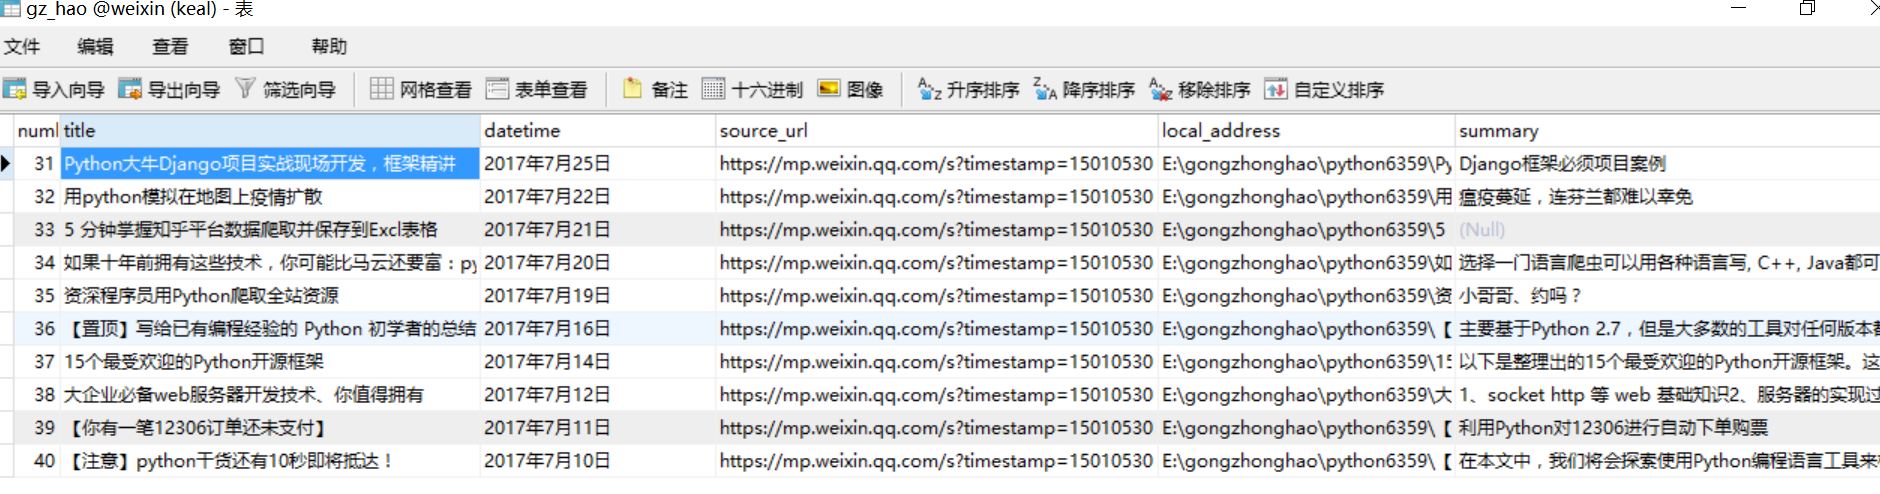 gz_hao @weixin (keal) - 表
文件 编辑 查看 窗口 帮助
导入向导 导出向导 筛选向导 网格查看 表单查看 备注 十六进制 图像 升序排序 降序排序 移除排序 自定义排序
numl title datetime source_url local_address summary
31 Python大牛Django项目实战现场开发，框架精讲 2017年7月25日 https://mp.weixin.qq.com/s?timestamp=15010530 E:\gongzhonghao\python6359\Py Django框架必须项目案例
32 用python模拟在地图上疫情扩散 2017年7月22日 https://mp.weixin.qq.com/s?timestamp=15010530 E:\gongzhonghao\python6359\用 瘟疫蔓延，连芬兰都难以幸免
33 5 分钟掌握知乎平台数据爬取并保存到Excl表格 2017年7月21日 https://mp.weixin.qq.com/s?timestamp=15010530 E:\gongzhonghao\python6359\5 (Null)
34 如果十年前拥有这些技术，你可能比马云还要富：py 2017年7月20日 https://mp.weixin.qq.com/s?timestamp=15010530 E:\gongzhonghao\python6359\如 选择一门语言爬虫可以用各种语言写, C++, Java都可
35 资深程序员用Python爬取全站资源 2017年7月19日 https://mp.weixin.qq.com/s?timestamp=15010530 E:\gongzhonghao\python6359\资 小哥哥、约吗？
36 【置顶】写给已有编程经验的 Python 初学者的总结 2017年7月16日 https://mp.weixin.qq.com/s?timestamp=15010530 E:\gongzhonghao\python6359\【 主要基于Python 2.7，但是大多数的工具对任何版本都
37 15个最受欢迎的Python开源框架 2017年7月14日 https://mp.weixin.qq.com/s?timestamp=15010530 E:\gongzhonghao\python6359\15 以下是整理出的15个最受欢迎的Python开源框架。这
38 大企业必备web服务器开发技术、你值得拥有 2017年7月12日 https://mp.weixin.qq.com/s?timestamp=15010530 E:\gongzhonghao\python6359\大 1、socket http 等 web 基础知识2、服务器的实现过
39 【你有一笔12306订单还未支付】 2017年7月11日 https://mp.weixin.qq.com/s?timestamp=15010530 E:\gongzhonghao\python6359\【 利用Python对12306进行自动下单购票
40 【注意】python干货还有10秒即将抵达！ 2017年7月10日 https://mp.weixin.qq.com/s?timestamp=15010530 E:\gongzhonghao\python6359\【 在本文中，我们将会探索使用Python编程语言工具来